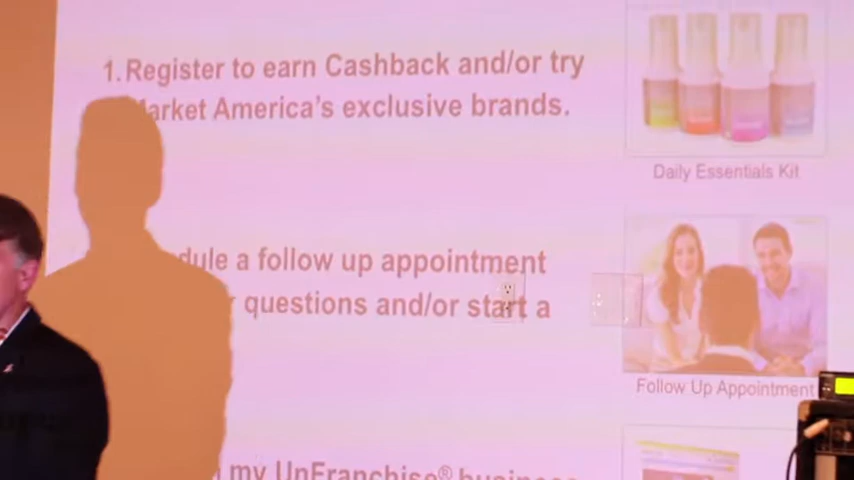 1. Register to earn Cashback and/or try
Market America's exclusive brands.
Daily Essentials Kit
dule a follow up appointment
questions and/or start a
Follow Up Appointment
my UnFranchise® business